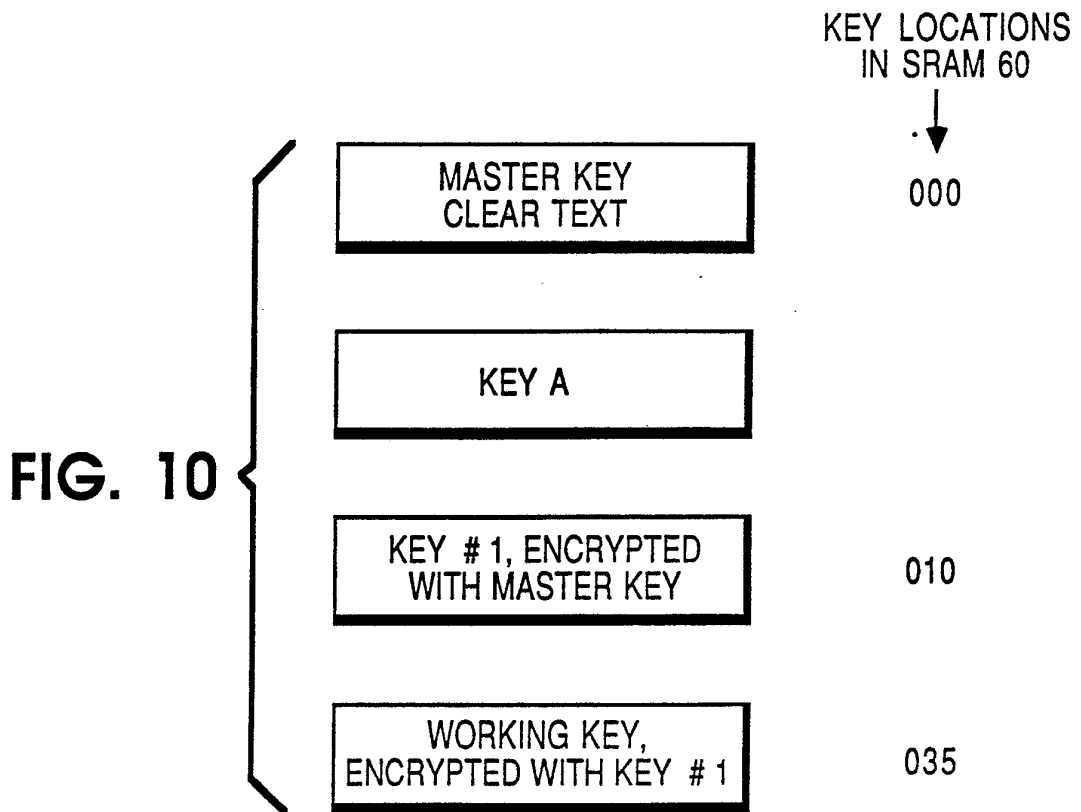 KEY LOCATIONS
IN SRAM 60
MASTER KEY
CLEAR TEXT
000
KEY A
FIG. 10
KEY # 1, ENCRYPTED
WITH MASTER KEY
010
WORKING KEY,
ENCRYPTED WITH KEY # 1
035